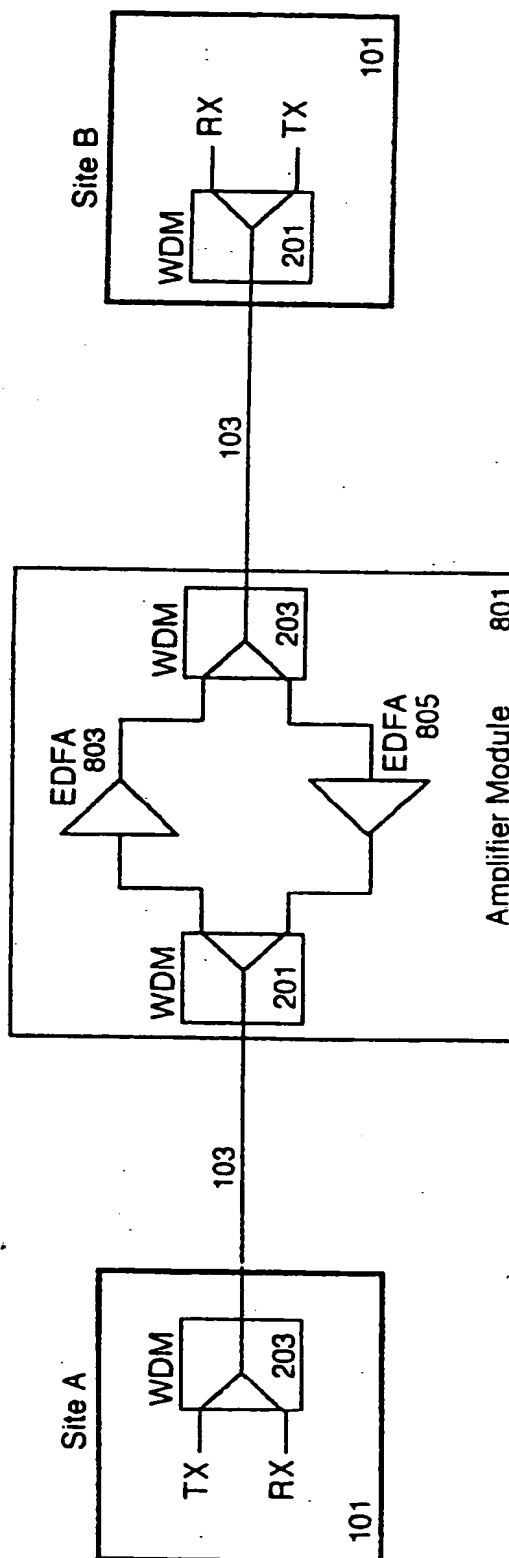 Site A
WDM
203
TX
RX
101
103
WDM
201
EDFA
803
EDFA
805
WDM
203
Amplifier Module
801
103
Site B
WDM
201
RX
TX
101